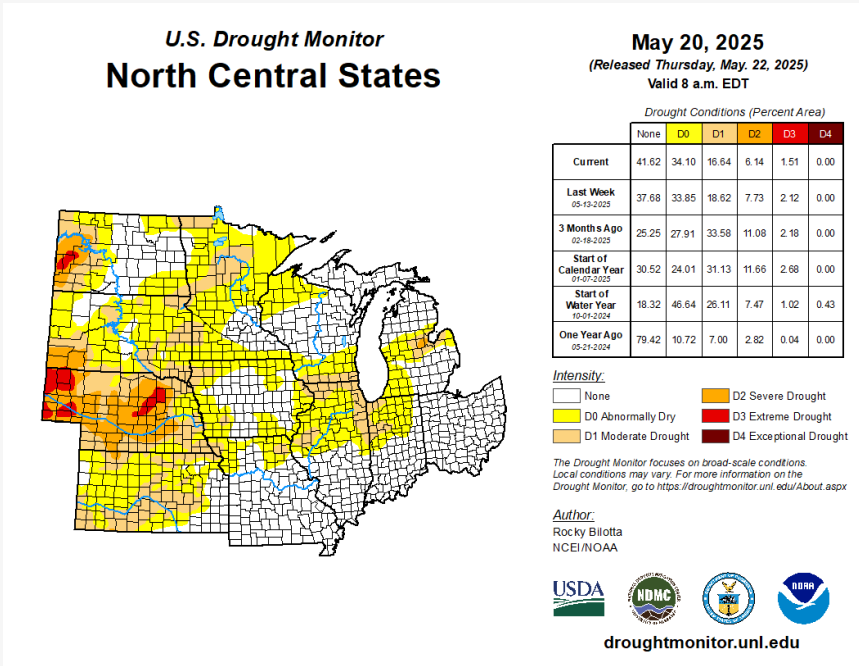 U.S. Drought Monitor
North Central States
May 20, 2025
(Released Thursday, May. 22, 2025)
Valid 8 a.m. EDT
Drought Conditions (Percent Area)
None D0 D1 D2 D3 D4
Current 41.62 34.10 16.64 6.14 1.51 0.00
Last Week
05-13-2025 37.68 33.85 18.62 7.73 2.12 0.00
3 Months Ago
02-18-2025 25.25 27.91 33.58 11.08 2.18 0.00
Start of
Calendar Year
01-07-2025 30.52 24.01 31.13 11.66 2.68 0.00
Start of
Water Year
10-01-2024 18.32 46.64 26.11 7.47 1.02 0.43
One Year Ago
05-21-2024 79.42 10.72 7.00 2.82 0.04 0.00
Intensity:
None
D0 Abnormally Dry
D1 Moderate Drought
D2 Severe Drought
D3 Extreme Drought
D4 Exceptional Drought
The Drought Monitor focuses on broad-scale conditions.
Local conditions may vary. For more information on the
Drought Monitor, go to https://droughtmonitor.unl.edu/About.aspx
Author:
Rocky Bilotta
NCEI/NOAA
USDA
NDMC
NOAA
droughtmonitor.unl.edu